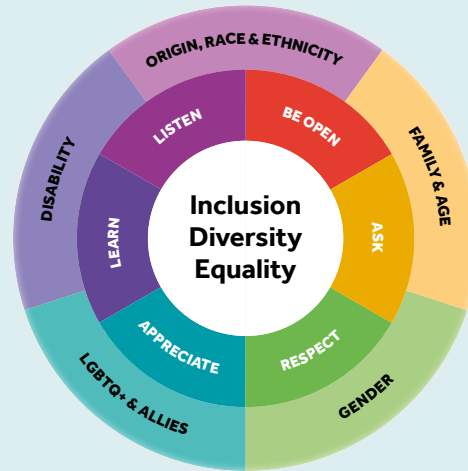 Inclusion
Diversity
Equality
ORIGIN, RACE & ETHNICITY
FAMILY & AGE
GENDER
LGBTQ+ & ALLIES
DISABILITY
LISTEN
BE OPEN
ASK
RESPECT
APPRECIATE
LEARN